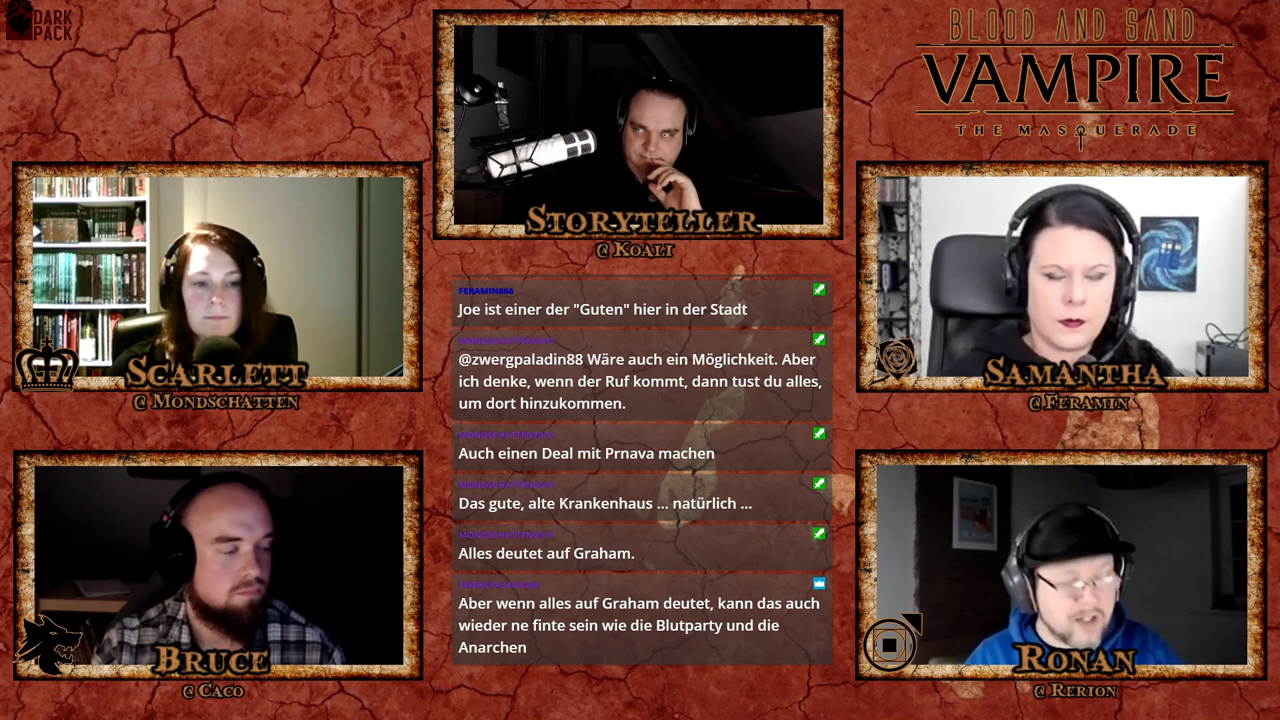 DARK
PACK
BLOOD AND SAND
VAMPIRE
THE MASQUERADE
STORYTELLER
@ KOALI
SCARLETT
@ MONDSCHATTEN
SAMANTHA
@ FERAMIN
FERAMIN666
Joe ist einer der "Guten" hier in der Stadt
@zwergpaladin88 Wäre auch ein Möglichkeit. Aber
ich denke, wenn der Ruf kommt, dann tust du alles,
um dort hinzukommen.
Auch einen Deal mit Prnava machen
Das gute, alte Krankenhaus ... natürlich ...
Alles deutet auf Graham.
Aber wenn alles auf Graham deutet, kann das auch
wieder ne finte sein wie die Blutparty und die
Anarchen
BRUCE
@ CACO
RONAN
@ RERION